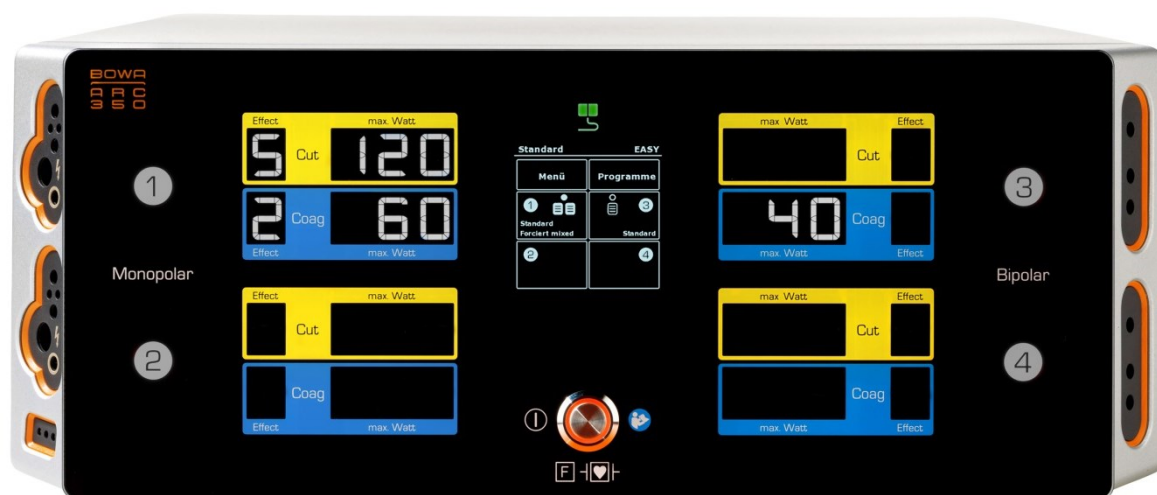 BOWA
ARC
350
1
Monopolar
2
Effect max. Watt
5 Cut 120
2 Coag 60
Effect max. Watt
Effect max. Watt
Cut
Coag
Effect max. Watt
Standard EASY
Menü Programme
1 3
Standard
Forciert mixed Standard
2 4
F
max. Watt Effect
Cut
40 Coag
max. Watt Effect
max. Watt Effect
Cut
Coag
max. Watt Effect
3
Bipolar
4